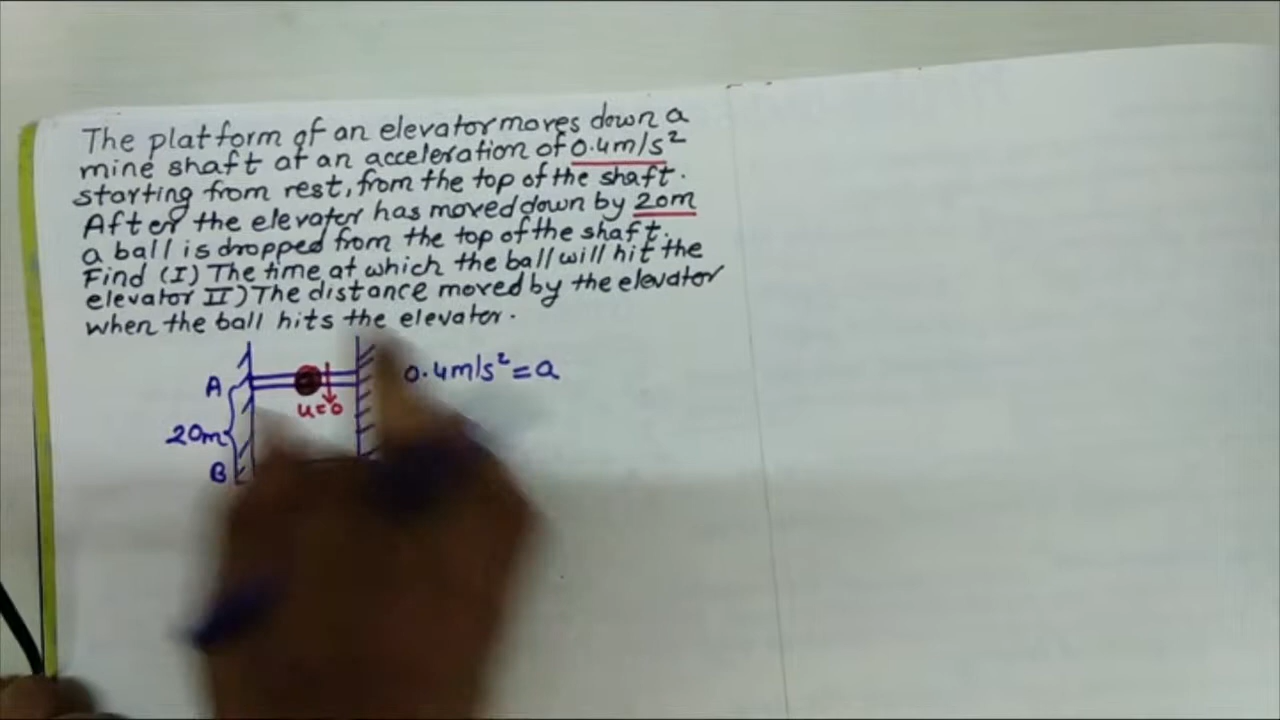 The platform of an elevator moves down a
mine shaft at an acceleration of 0.4m/s²
starting from rest, from the top of the shaft.
After the elevater has moved down by 20m
a ball is dropped from the top of the shaft.
Find (I) The time at which the ball will hit the
elevator II) The distance moved by the elevator
when the ball hits the elevator.
A
0.4m/s² = a
u=0
20m
B